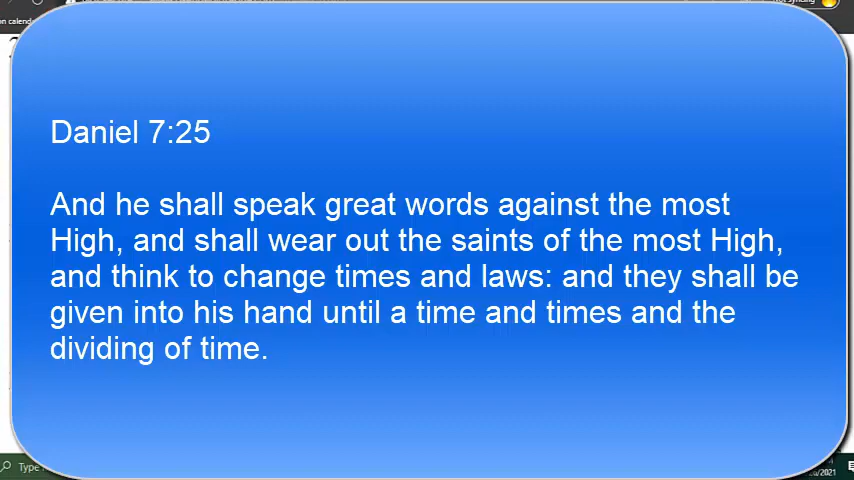 Daniel 7:25
And he shall speak great words against the most
High, and shall wear out the saints of the most High,
and think to change times and laws: and they shall be
given into his hand until a time and times and the
dividing of time.
Type